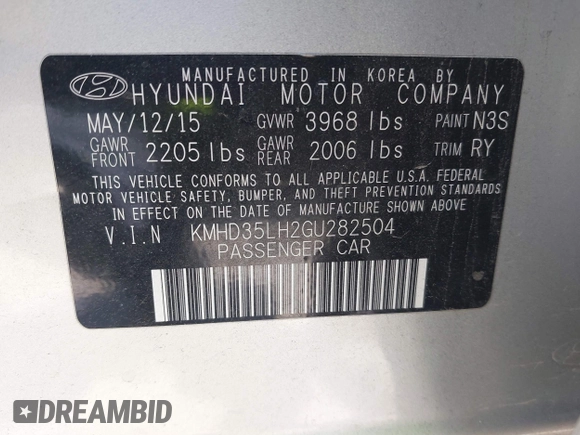 MANUFACTURED IN KOREA BY
HYUNDAI MOTOR COMPANY
MAY/12/15 GVWR 3968 lbs PAINT N3S
GAWR FRONT 2205 lbs GAWR REAR 2006 lbs TRIM RY
THIS VEHICLE CONFORMS TO ALL APPLICABLE U.S.A. FEDERAL
MOTOR VEHICLE SAFETY, BUMPER, AND THEFT PREVENTION STANDARDS
IN EFFECT ON THE DATE OF MANUFACTURE SHOWN ABOVE.
V.I.N KMHD35LH2GU282504
PASSENGER CAR
DREAMBID